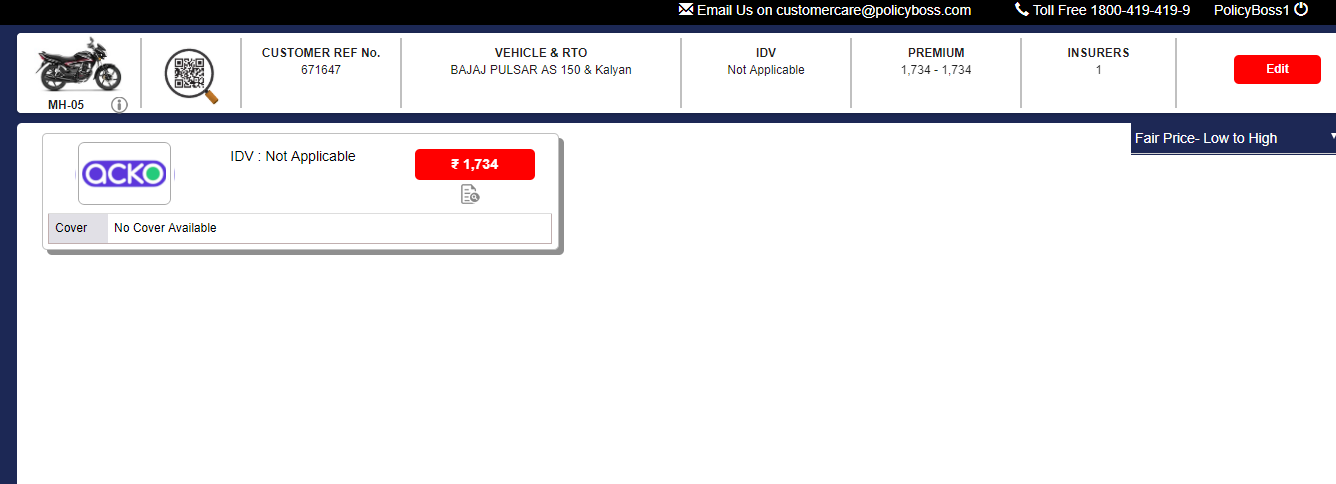 Email Us on customercare@policyboss.com Toll Free 1800-419-419-9 PolicyBoss1
MH-05
CUSTOMER REF No.
671647
VEHICLE & RTO
BAJAJ PULSAR AS 150 & Kalyan
IDV
Not Applicable
PREMIUM
1,734 - 1,734
INSURERS
1
Edit
Fair Price- Low to High
acko
IDV : Not Applicable
₹ 1,734
Cover No Cover Available